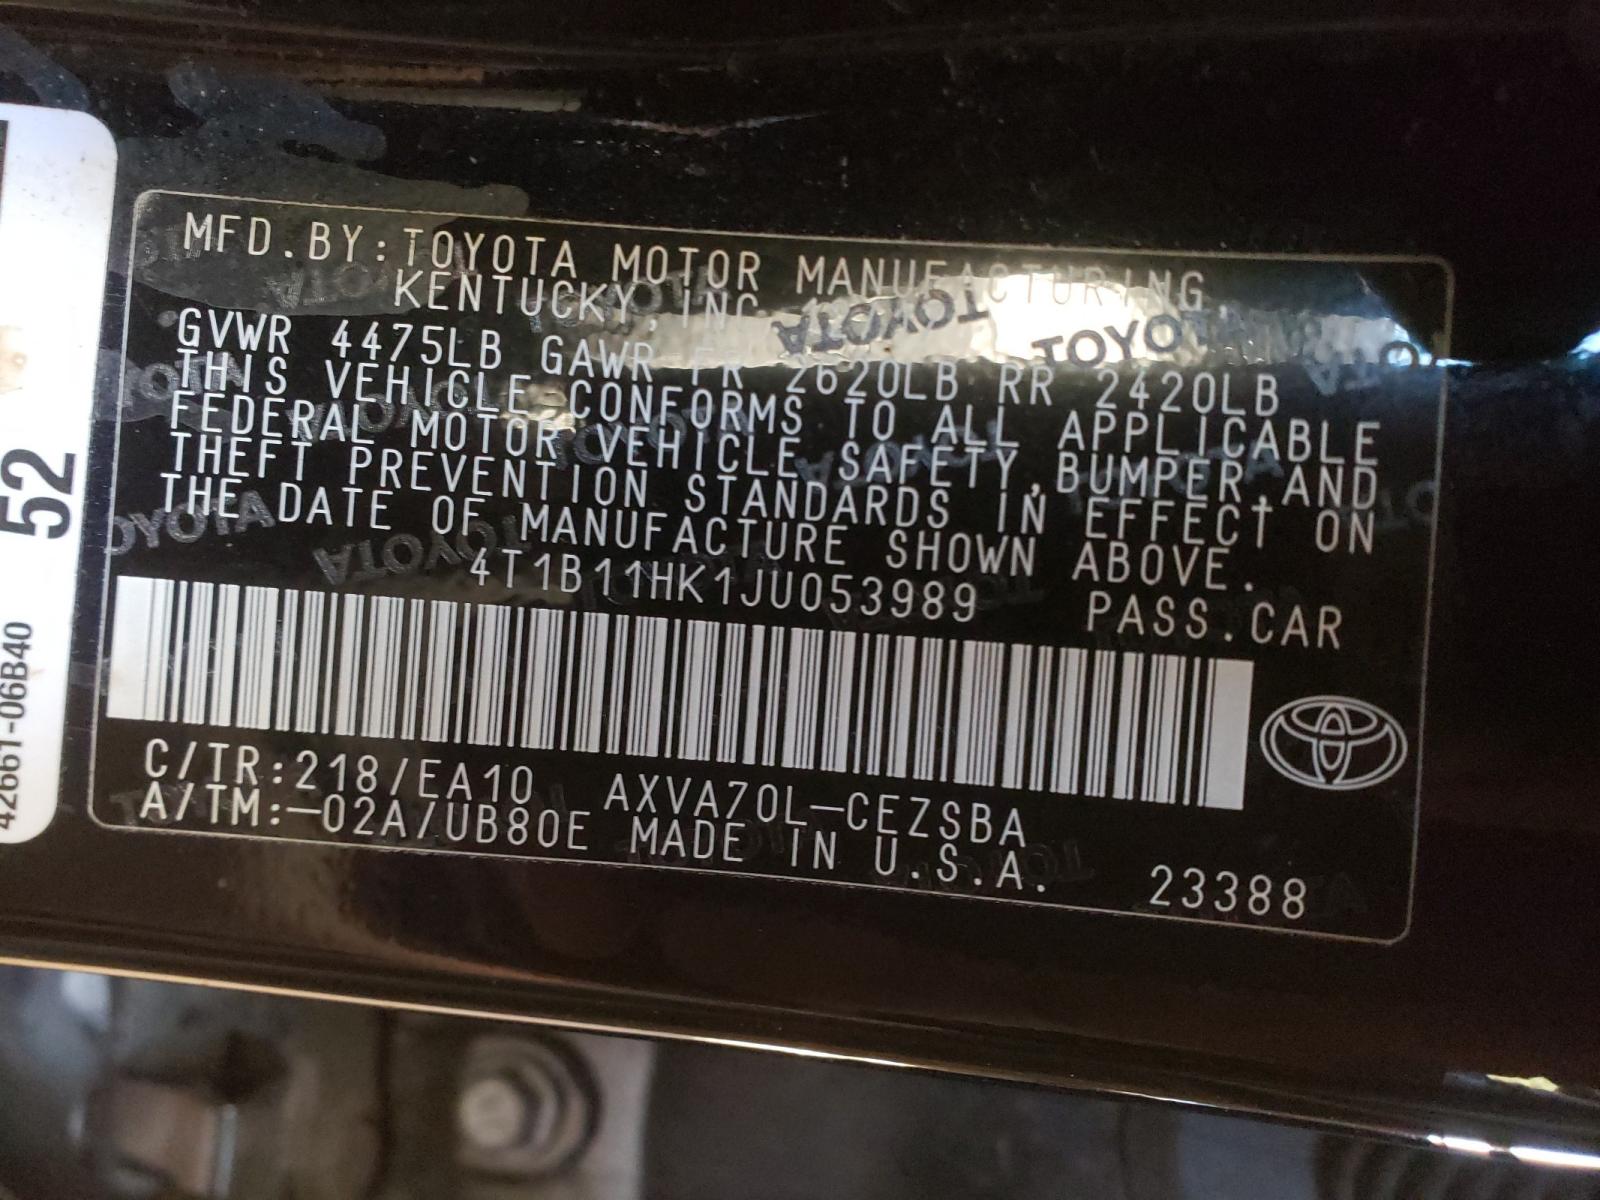 MFD.BY:TOYOTA MOTOR MANUFACTURING
KENTUCKY,INC.
GVWR 4475LB GAWR FR 2620LB RR 2420LB
THIS VEHICLE CONFORMS TO ALL APPLICABLE
FEDERAL MOTOR VEHICLE SAFETY,BUMPER,AND
THEFT PREVENTION STANDARDS IN EFFECT ON
THE DATE OF MANUFACTURE SHOWN ABOVE.
4T1B11HK1JU053989 PASS.CAR
C/TR:218/EA10 AXVA70L-CEZSBA
A/TM:-02A/UB80E MADE IN U.S.A. 23388
52
42661-06B40
TOYOTA
TOYOTA